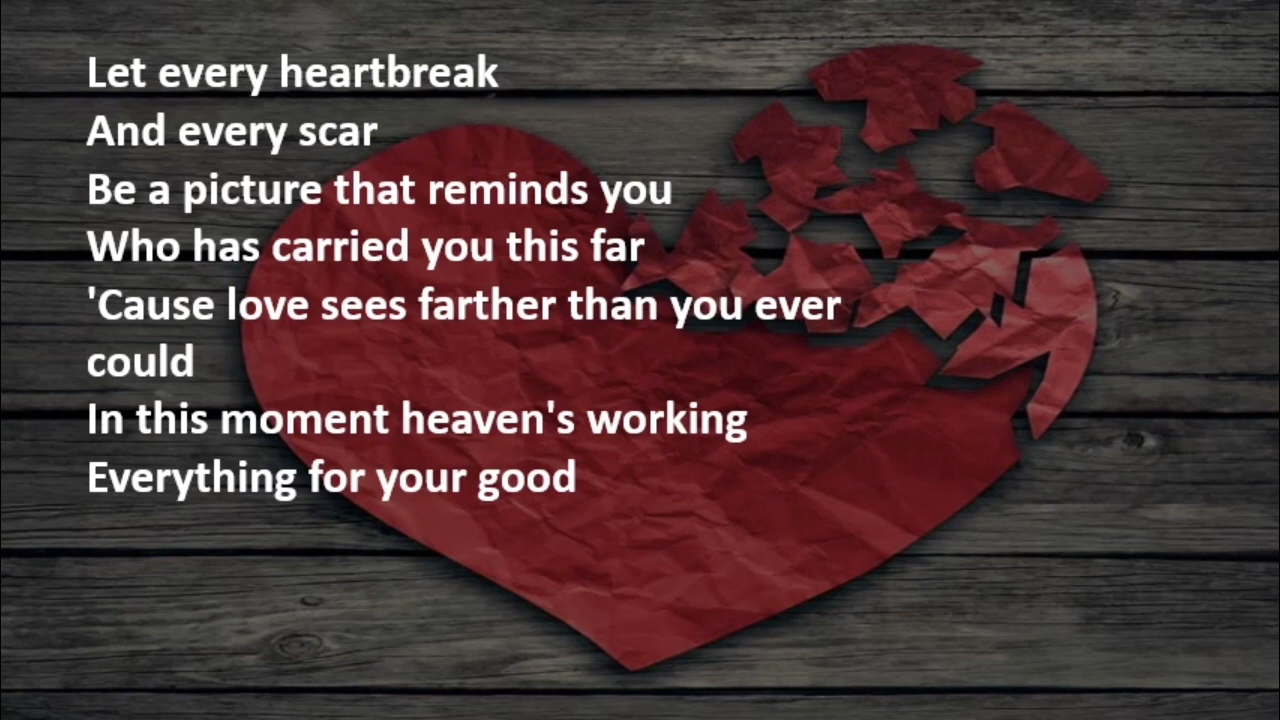 Let every heartbreak
And every scar
Be a picture that reminds you
Who has carried you this far
'Cause love sees farther than you ever
could
In this moment heaven's working
Everything for your good